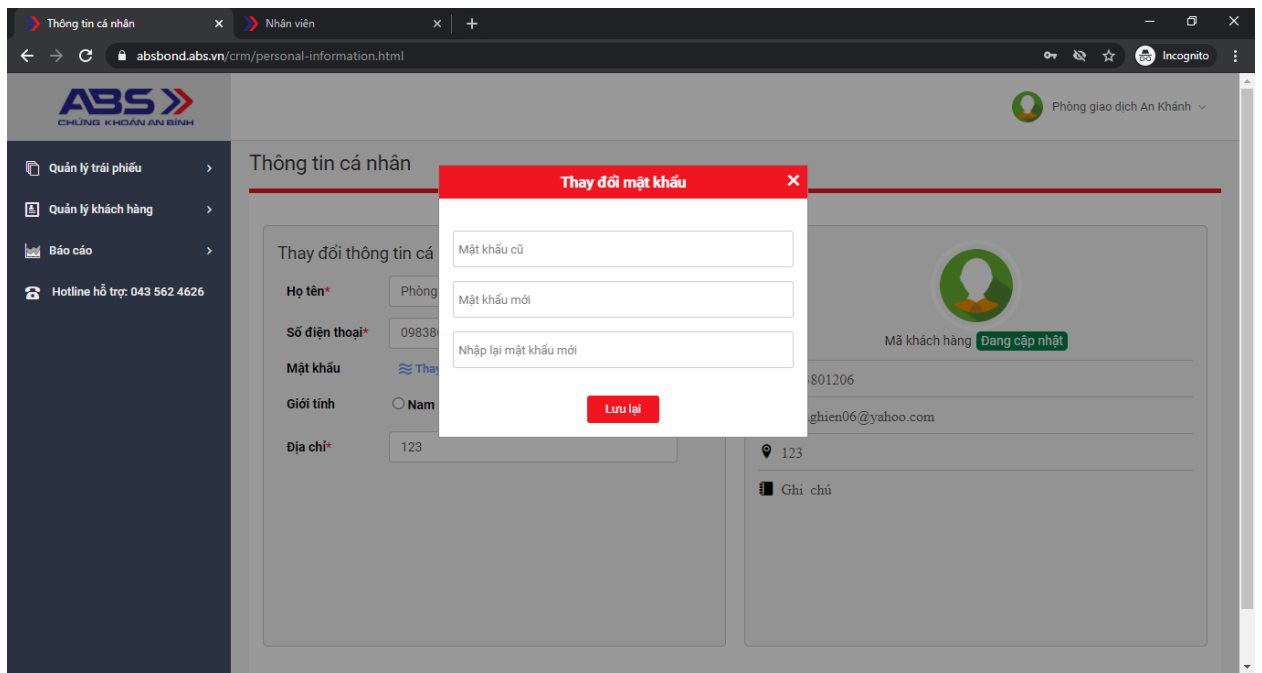 Thông tin cá nhân
Nhân viên
absbond.abs.vn/crm/personal-information.html
Incognito
ABS
CHỨNG KHOÁN AN BÌNH
Phòng giao dịch An Khánh
Quản lý trái phiếu
Quản lý khách hàng
Báo cáo
Hotline hỗ trợ: 043 562 4626
Thông tin cá nhân
Thay đổi mật khẩu
Mật khẩu cũ
Mật khẩu mới
Nhập lại mật khẩu mới
Lưu lại
Thay đổi thông tin cá
Họ tên*
Phòng
Số điện thoại*
09838
Mật khẩu
Thay
Giới tính
Nam
Địa chỉ*
123
Mã khách hàng Đang cập nhật
801206
ghien06@yahoo.com
123
Ghi chú